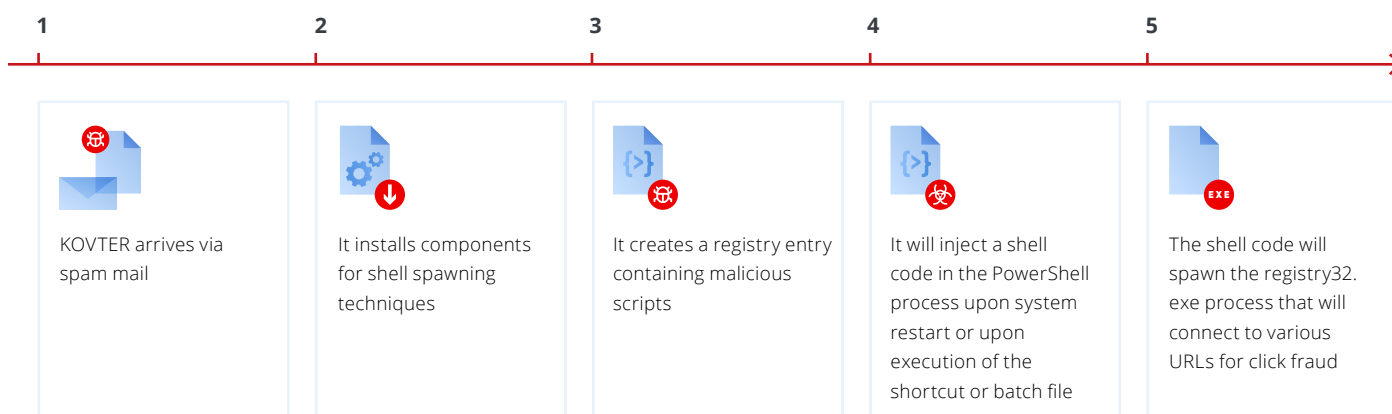 1
2
3
4
5
KOVTER arrives via
spam mail
It installs components
for shell spawning
techniques
{>}
It creates a registry entry
containing malicious
scripts
{>}
It will inject a shell
code in the PowerShell
process upon system
restart or upon
execution of the
shortcut or batch file
EXE
The shell code will
spawn the registry32.
exe process that will
connect to various
URLs for click fraud